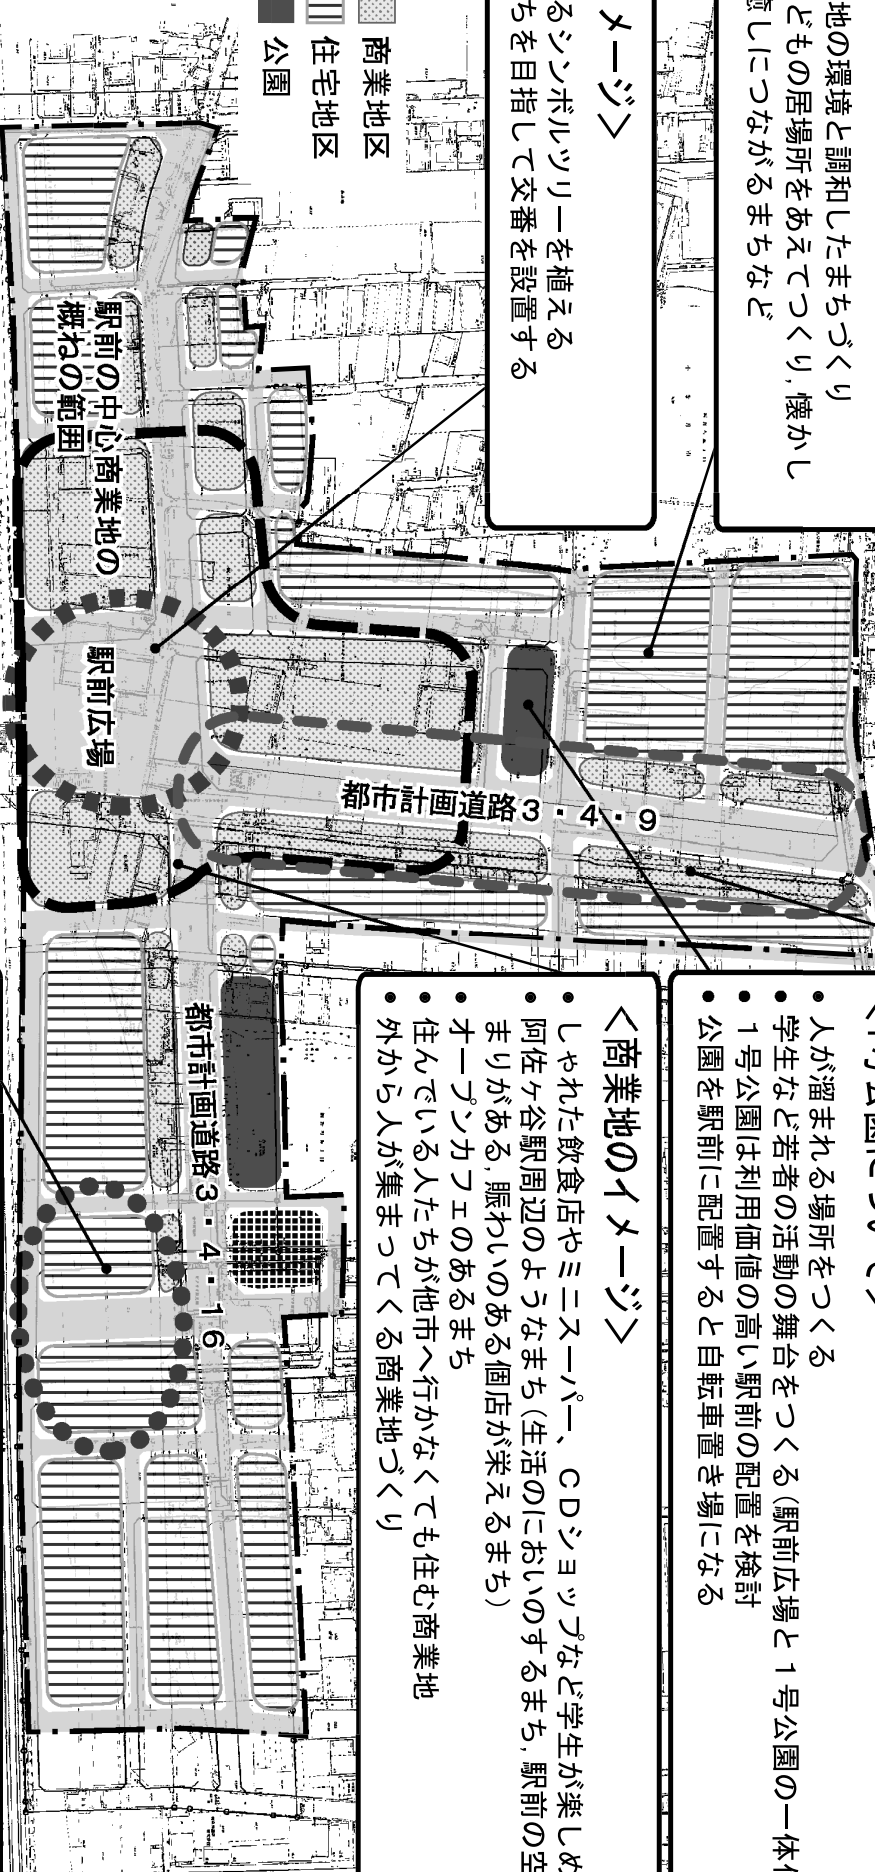 地の環境と調和したまちづくり
どもの居場所をあえてつくり, 懐かし
癒しにつながるまちなど
メージ＞
るシンボルツリーを植える
ちを目指して交番を設置する
商業地区
住宅地区
公園
駅前の中心商業地の
概ねの範囲
駅前広場
都市計画道路３・４・９
都市計画道路３・４・１６
人が溜まれる場所をつくる
● 学生など若者の活動の舞台をつくる（駅前広場と１号公園の一体
● １号公園は利用価値の高い駅前の配置を検討
● 公園を駅前に配置すると自転車置き場になる
＜商業地のイメージ＞
● しゃれた飲食店やミニスーパー、ＣＤショップなど学生が楽しめ
● 阿佐ヶ谷駅周辺のようなまち（生活のにおいのするまち, 駅前の空
まりがある, 賑わいのある個店が栄えるまち）
● オープンカフェのあるまち
● 住んでいる人たちが他市へ行かなくても住む商業地
● 外から人が集まってくる商業地づくり